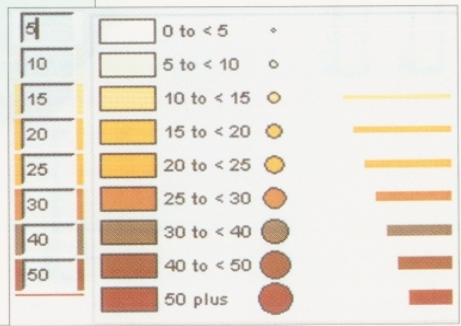 5 0 to < 5
10 5 to < 10
15 10 to < 15
20 15 to < 20
25 20 to < 25
30 25 to < 30
40 30 to < 40
50 40 to < 50
50 plus